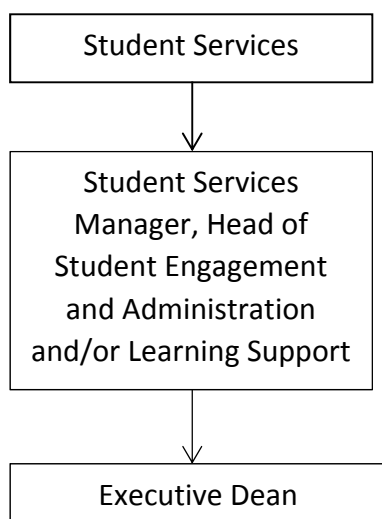 Student Services
Student Services
Manager, Head of
Student Engagement
and Administration
and/or Learning Support
Executive Dean